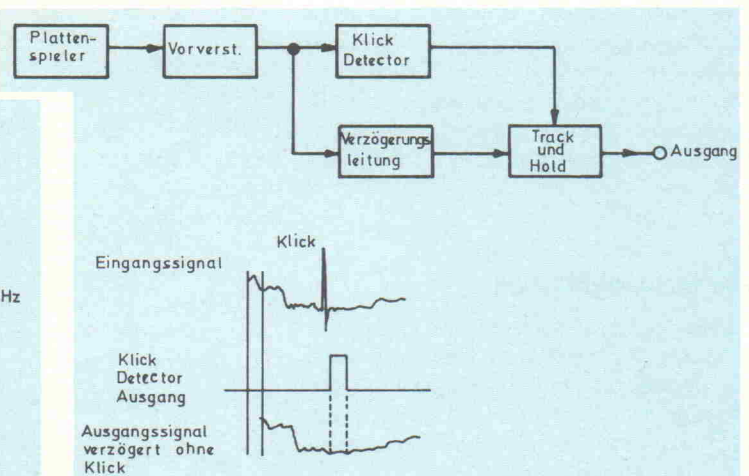 Platten-
spieler
Vorverst.
Klick
Detector
Verzögerungs
leitung
Track
und
Hold
Ausgang
Hz
Klick
Eingangssignal
Klick
Detector
Ausgang
Ausgangssignal
verzögert ohne
Klick